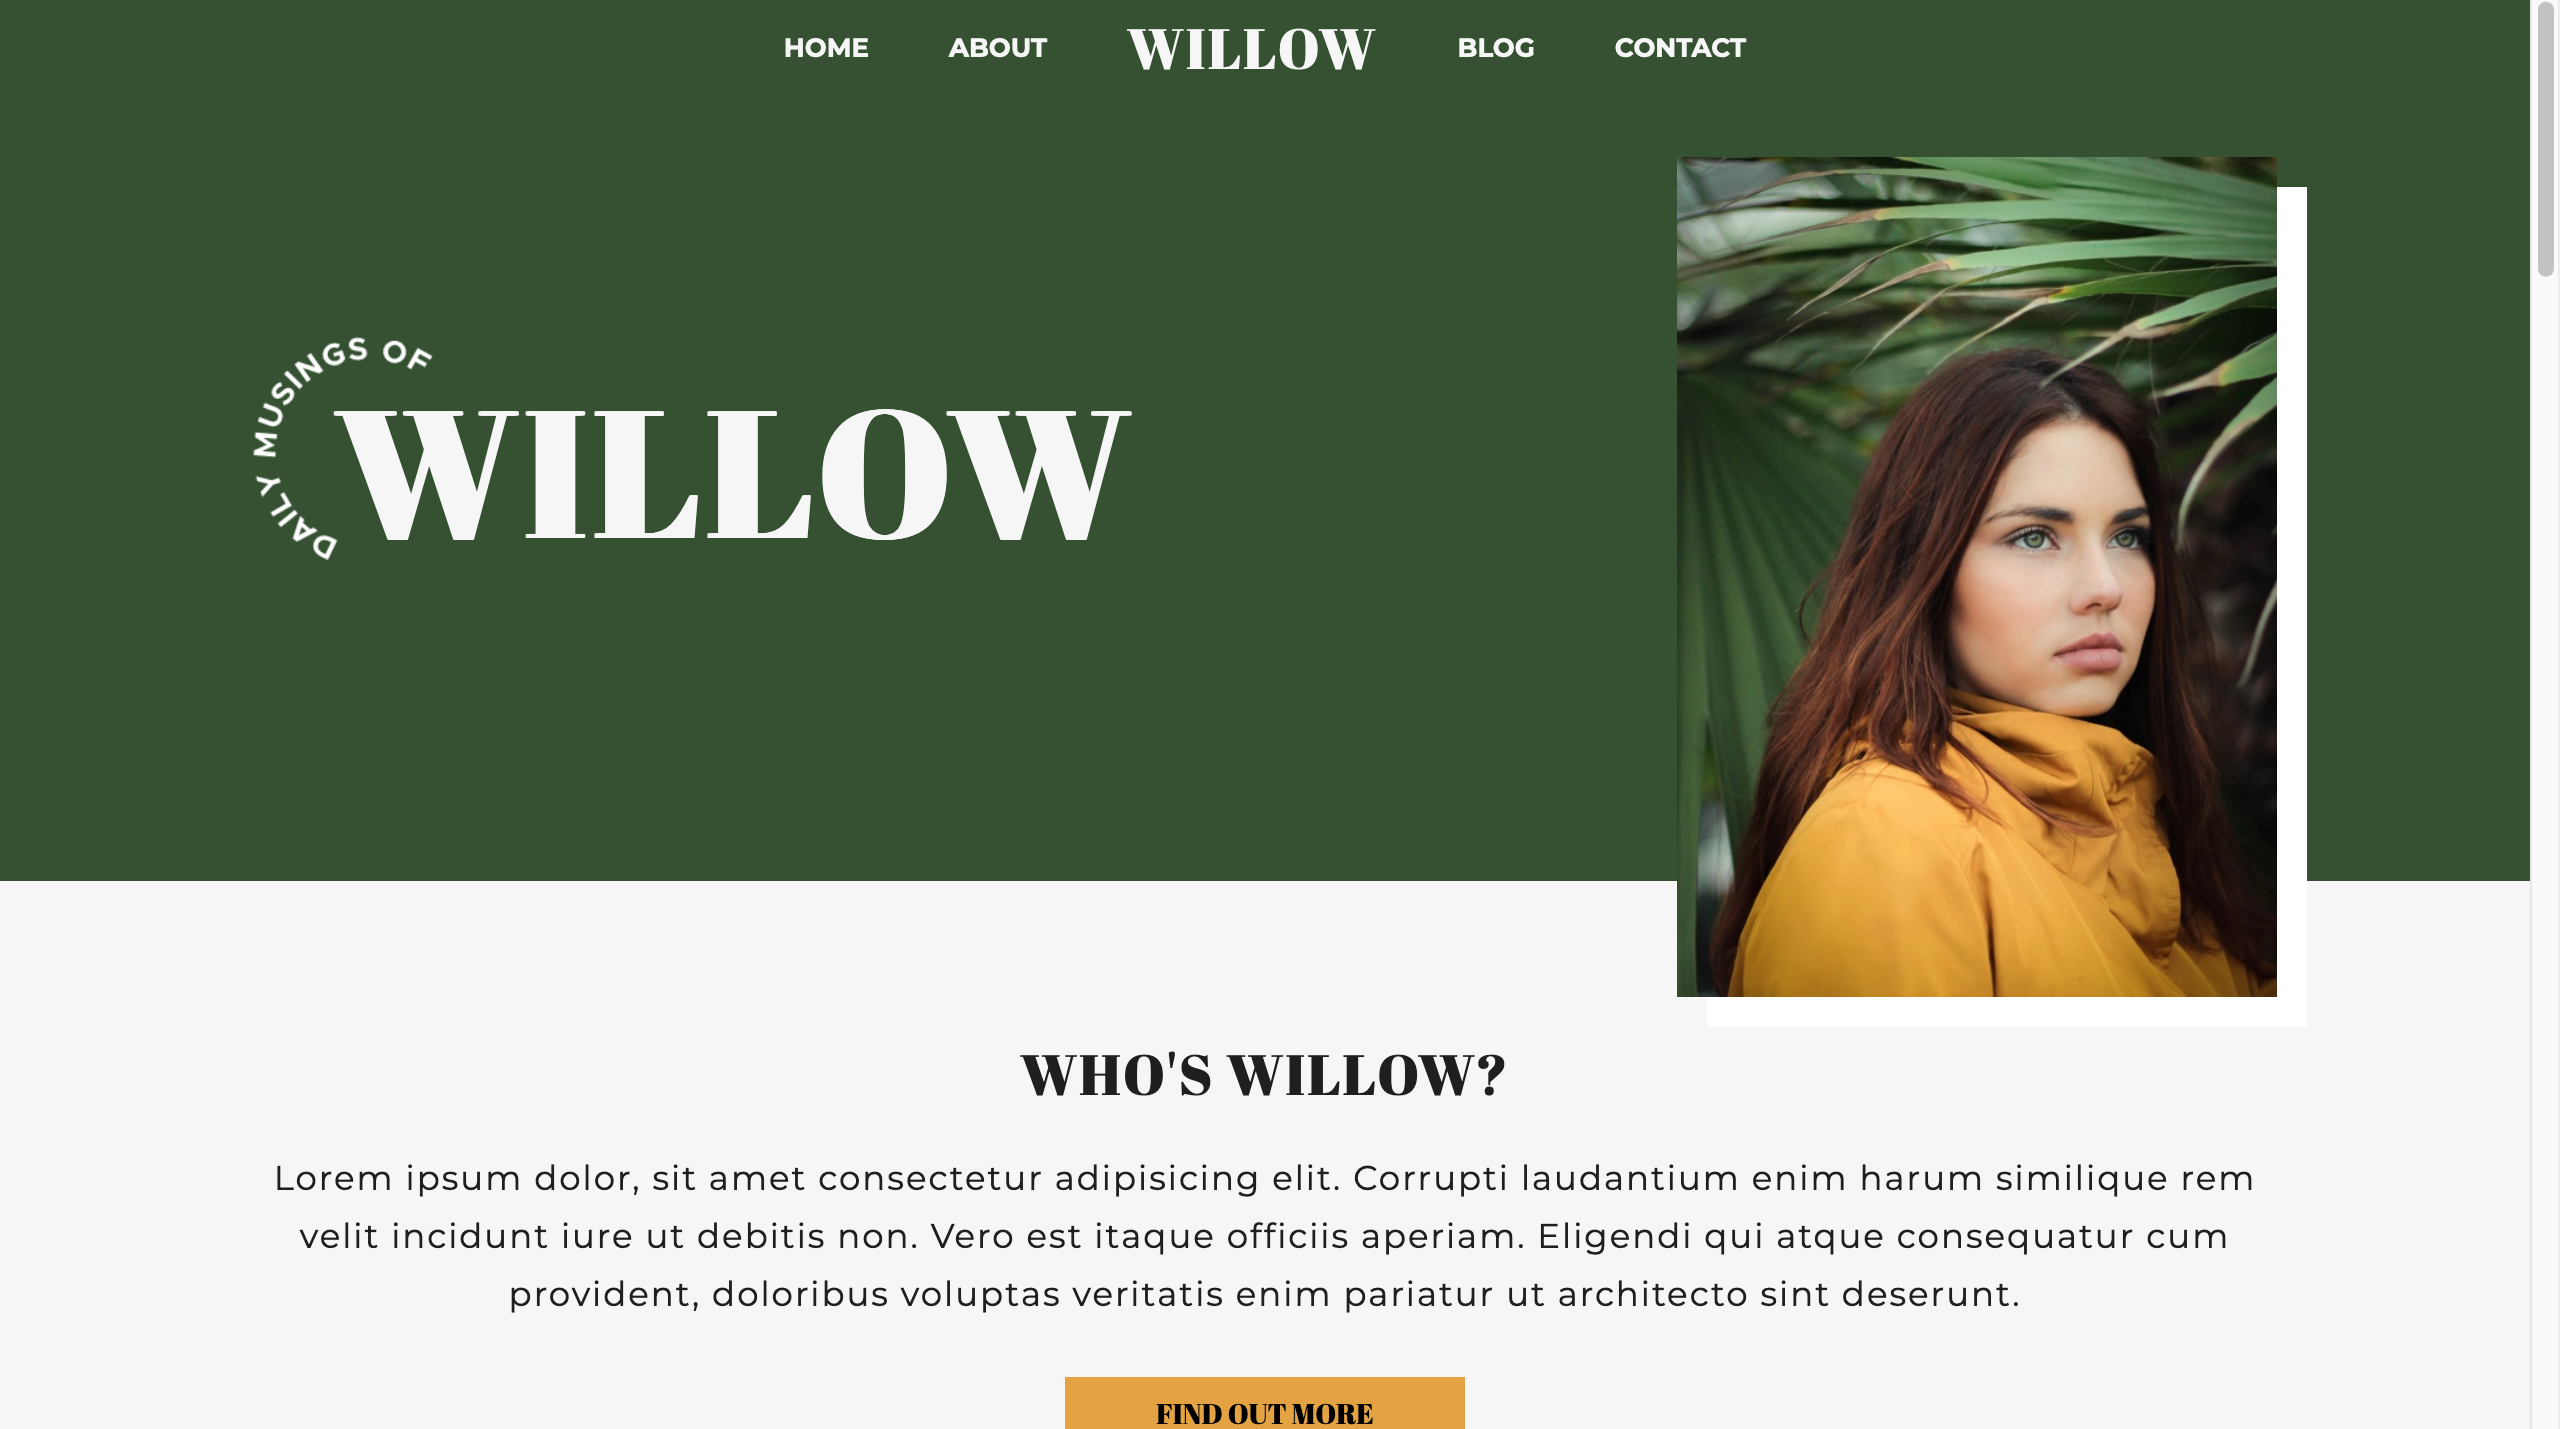 HOME ABOUT WILLOW BLOG CONTACT
DAILY MUSINGS OF
WILLOW
WHO'S WILLOW?
Lorem ipsum dolor, sit amet consectetur adipisicing elit. Corrupti laudantium enim harum similique rem
velit incidunt iure ut debitis non. Vero est itaque officiis aperiam. Eligendi qui atque consequatur cum
provident, doloribus voluptas veritatis enim pariatur ut architecto sint deserunt.
FIND OUT MORE